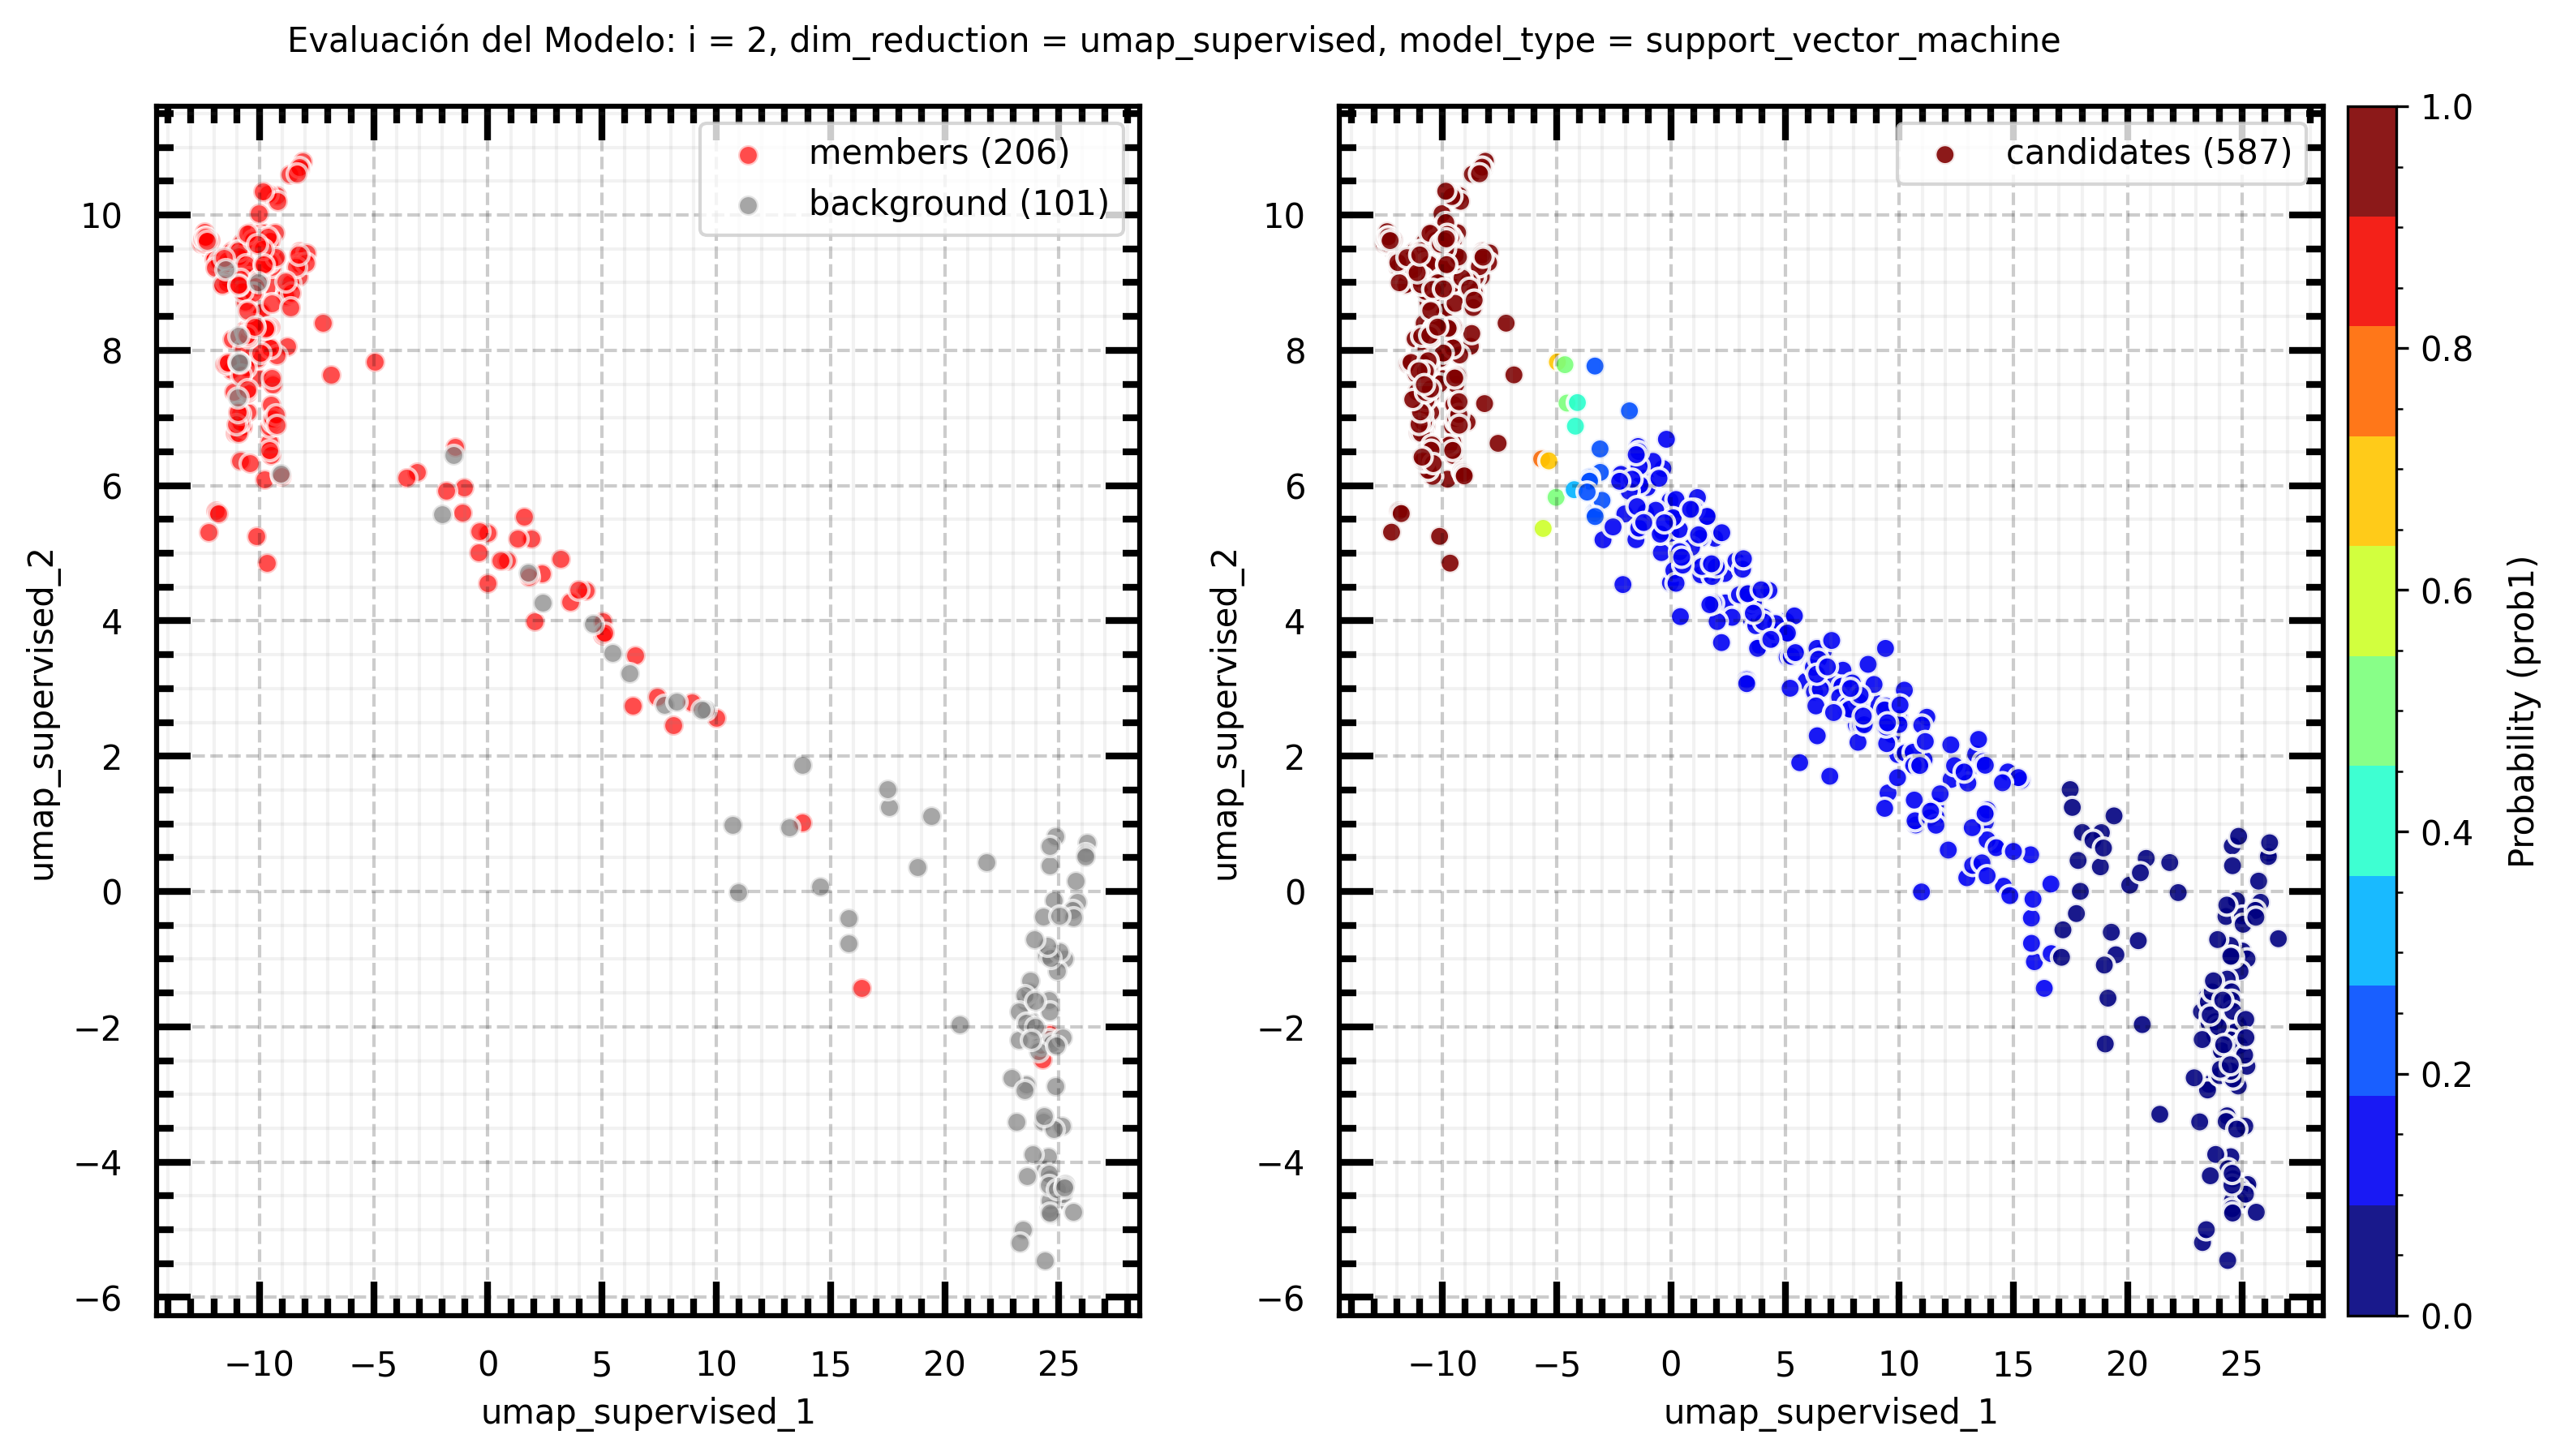 Evaluación del Modelo: i = 2, dim_reduction = umap_supervised, model_type = support_vector_machine
members (206)
background (101)
10
8
6
4
2
0
−2
−4
−6
umap_supervised_2
−10 −5 0 5 10 15 20 25
umap_supervised_1
candidates (587)
10
8
6
4
2
0
−2
−4
−6
umap_supervised_2
−10 −5 0 5 10 15 20 25
umap_supervised_1
1.0
0.8
0.6
0.4
0.2
0.0
Probability (prob1)